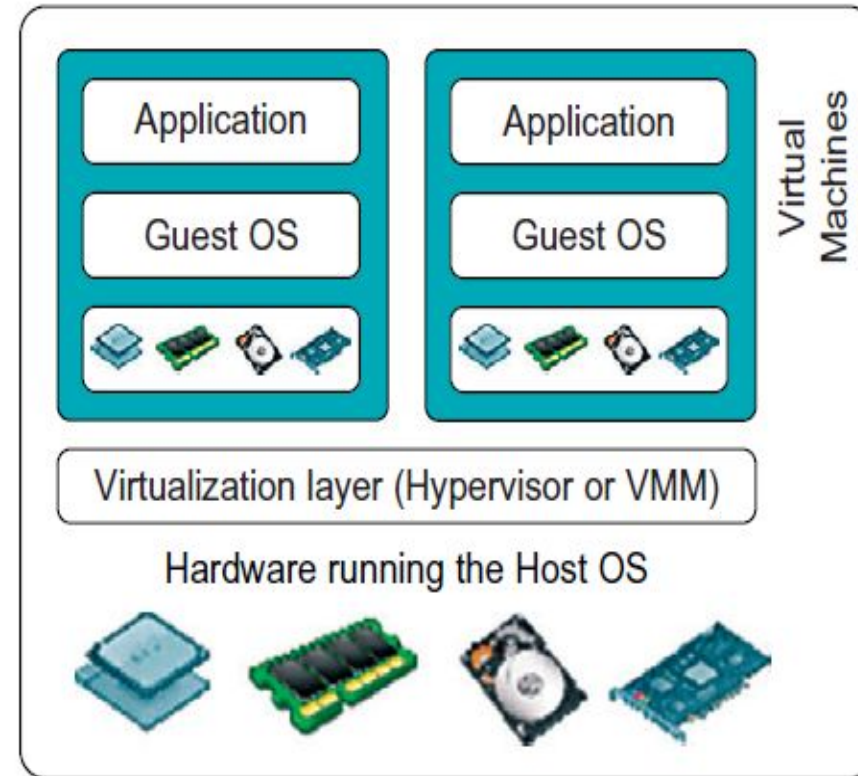 Application
Guest OS
Application
Guest OS
Virtual
Machines
Virtualization layer (Hypervisor or VMM)
Hardware running the Host OS